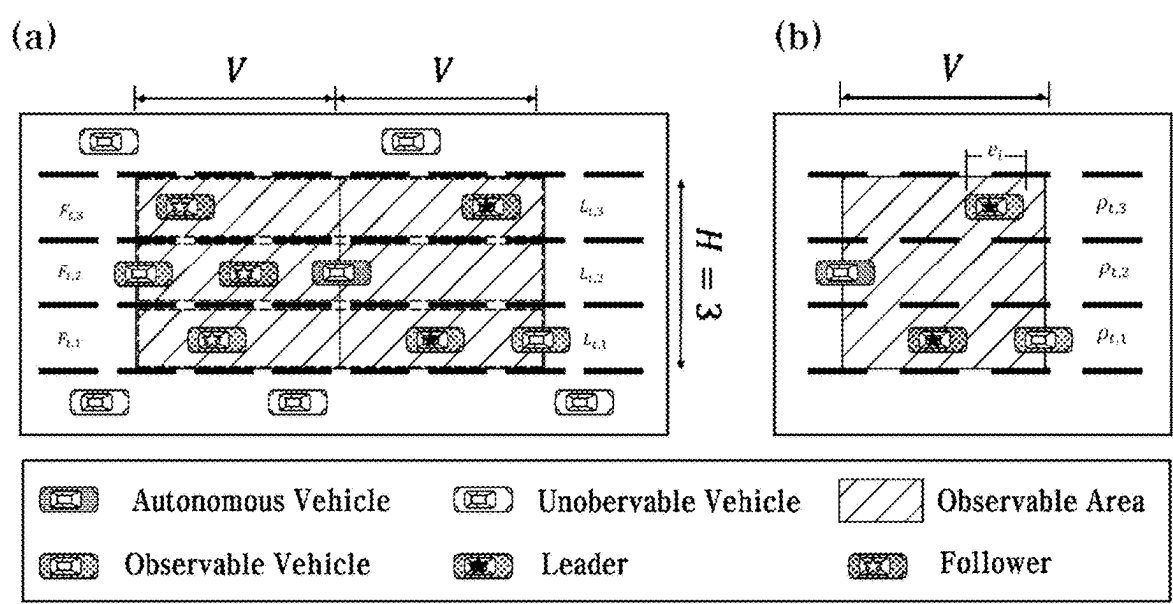 (a)
(b)
V
V
V
v_i
F_{t,3}
L_{t,3}
ρ_{t,3}
F_{t,2}
L_{t,2}
H = 3
ρ_{t,2}
F_{t,1}
L_{t,1}
ρ_{t,1}
Autonomous Vehicle
Unobervable Vehicle
Observable Area
Observable Vehicle
Leader
Follower